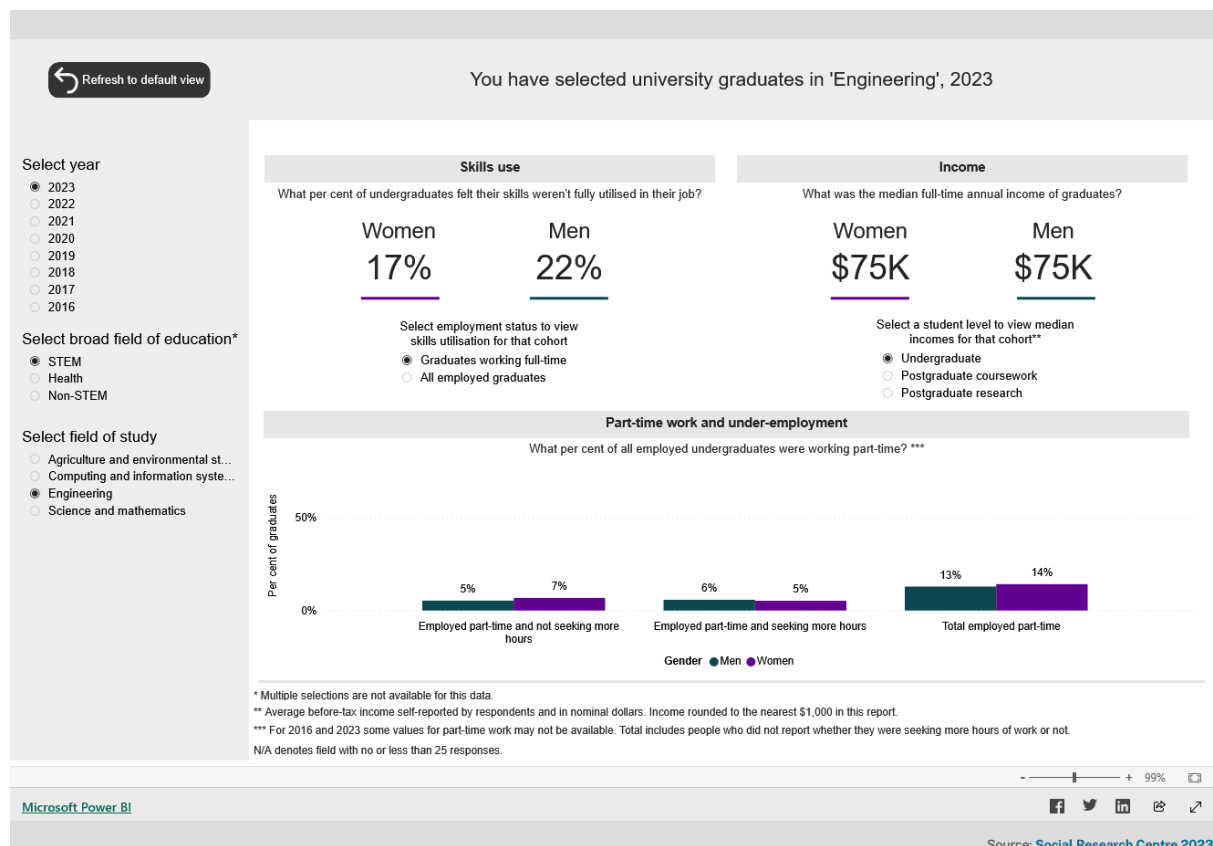 Refresh to default view
You have selected university graduates in 'Engineering', 2023
Select year
2023
2022
2021
2020
2019
2018
2017
2016
Select broad field of education*
STEM
Health
Non-STEM
Select field of study
Agriculture and environmental st...
Computing and information syste...
Engineering
Science and mathematics
Skills use
What per cent of undergraduates felt their skills weren't fully utilised in their job?
Women Men
17% 22%
Select employment status to view
skills utilisation for that cohort
Graduates working full-time
All employed graduates
Income
What was the median full-time annual income of graduates?
Women Men
$75K $75K
Select a student level to view median
incomes for that cohort**
Undergraduate
Postgraduate coursework
Postgraduate research
Part-time work and under-employment
What per cent of all employed undergraduates were working part-time? ***
Per cent of graduates
50%
0%
5% 7% 6% 5% 13% 14%
Employed part-time and not seeking more
hours
Employed part-time and seeking more hours
Total employed part-time
Gender Men Women
* Multiple selections are not available for this data.
** Average before-tax income self-reported by respondents and in nominal dollars. Income rounded to the nearest $1,000 in this report.
*** For 2016 and 2023 some values for part-time work may not be available. Total includes people who did not report whether they were seeking more hours of work or not.
N/A denotes field with no or less than 25 responses.
- + 99%
Microsoft Power BI
Source: Social Research Centre 2023